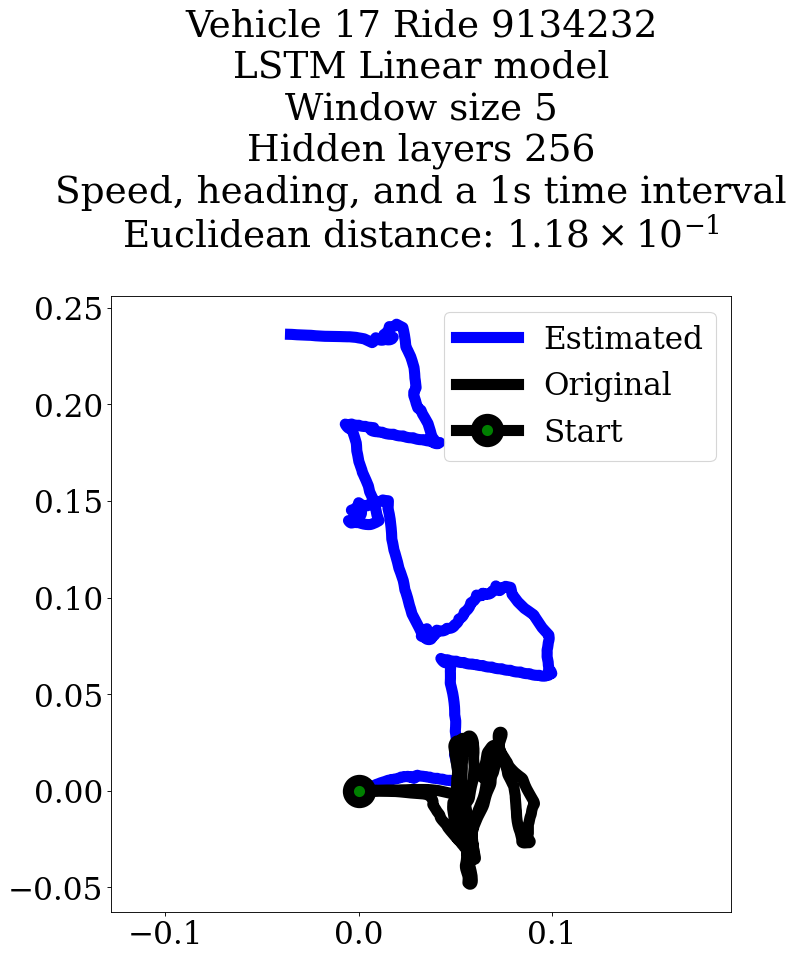 Vehicle 17 Ride 9134232
LSTM Linear model
Window size 5
Hidden layers 256
Speed, heading, and a 1s time interval
Euclidean distance: 1.18 × 10⁻¹
0.25
0.20
0.15
0.10
0.05
0.00
−0.05
−0.1
0.0
0.1
Estimated
Original
Start